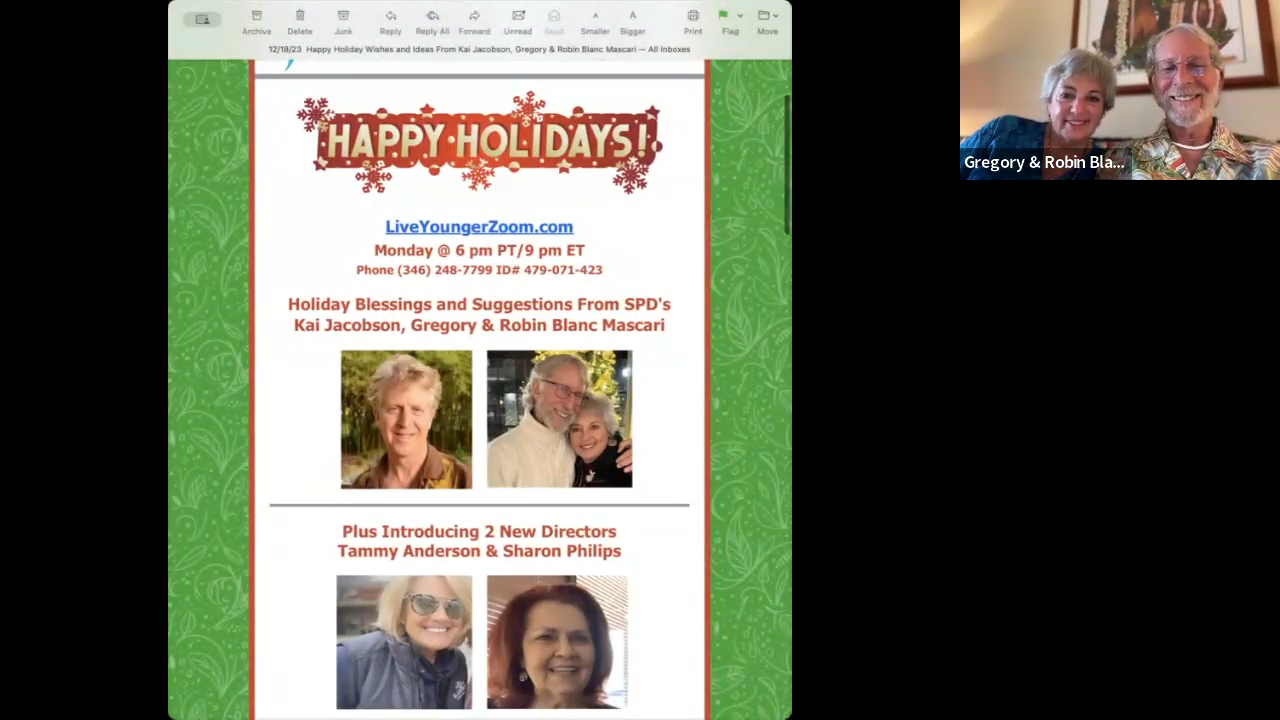 Archive Delete Junk Reply Reply All Forward Unread Read Smaller Bigger Print Flag Move
12/18/23 Happy Holiday Wishes and Ideas From Kai Jacobson, Gregory & Robin Blanc Mascari — All Inboxes
HAPPY HOLIDAYS!
LiveYoungerZoom.com
Monday @ 6 pm PT/9 pm ET
Phone (346) 248-7799 ID# 479-071-423
Holiday Blessings and Suggestions From SPD's
Kai Jacobson, Gregory & Robin Blanc Mascari
Plus Introducing 2 New Directors
Tammy Anderson & Sharon Philips
Gregory & Robin Bla...